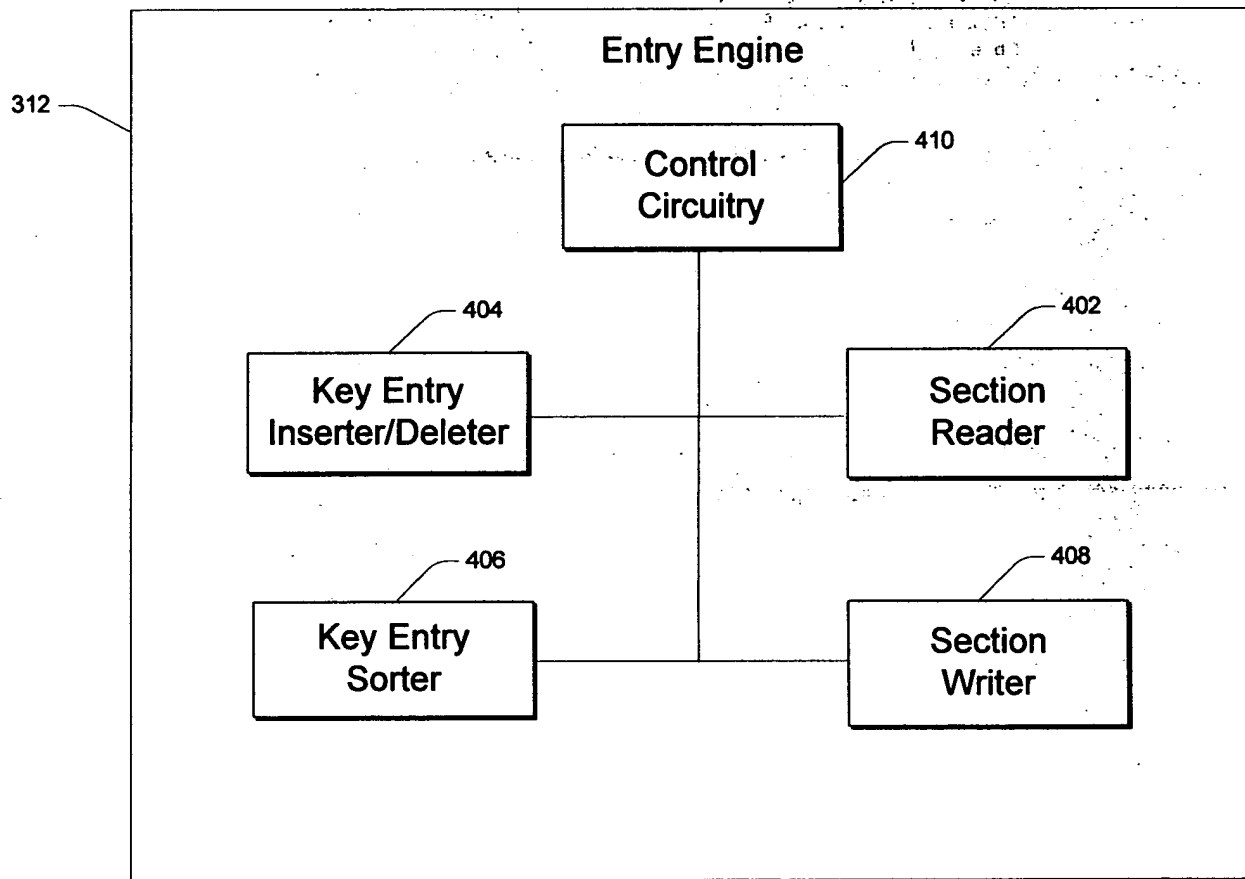 Entry Engine
312
410
Control
Circuitry
404
402
Key Entry
Inserter/Deleter
Section
Reader
406
408
Key Entry
Sorter
Section
Writer